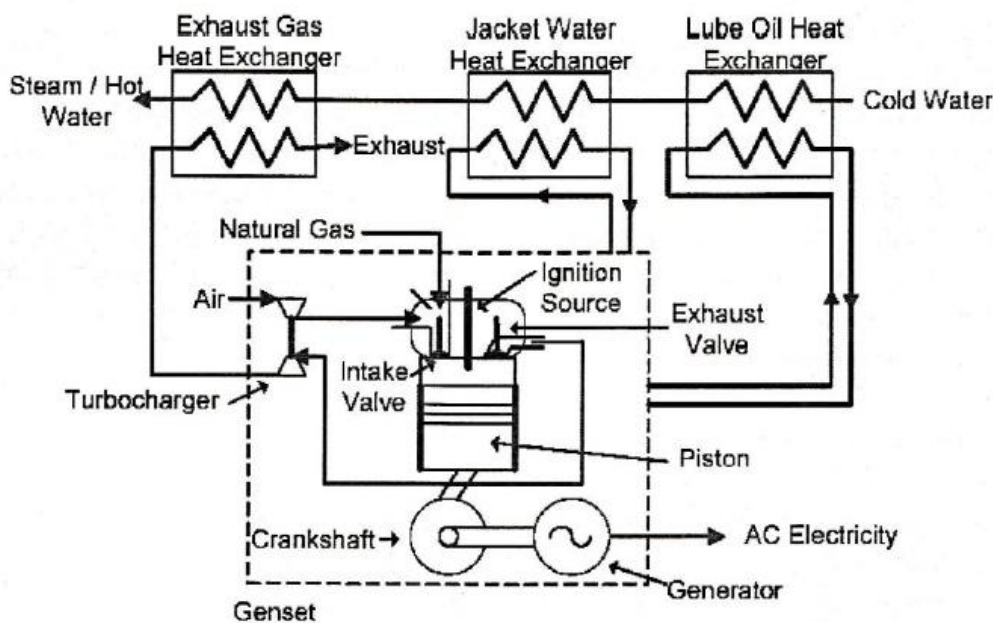 Exhaust Gas
Heat Exchanger
Jacket Water
Heat Exchanger
Lube Oil Heat
Exchanger
Steam / Hot
Water
Cold Water
Exhaust
Natural Gas
Ignition
Source
Air
Exhaust
Valve
Intake
Valve
Turbocharger
Piston
Crankshaft
AC Electricity
Generator
Genset